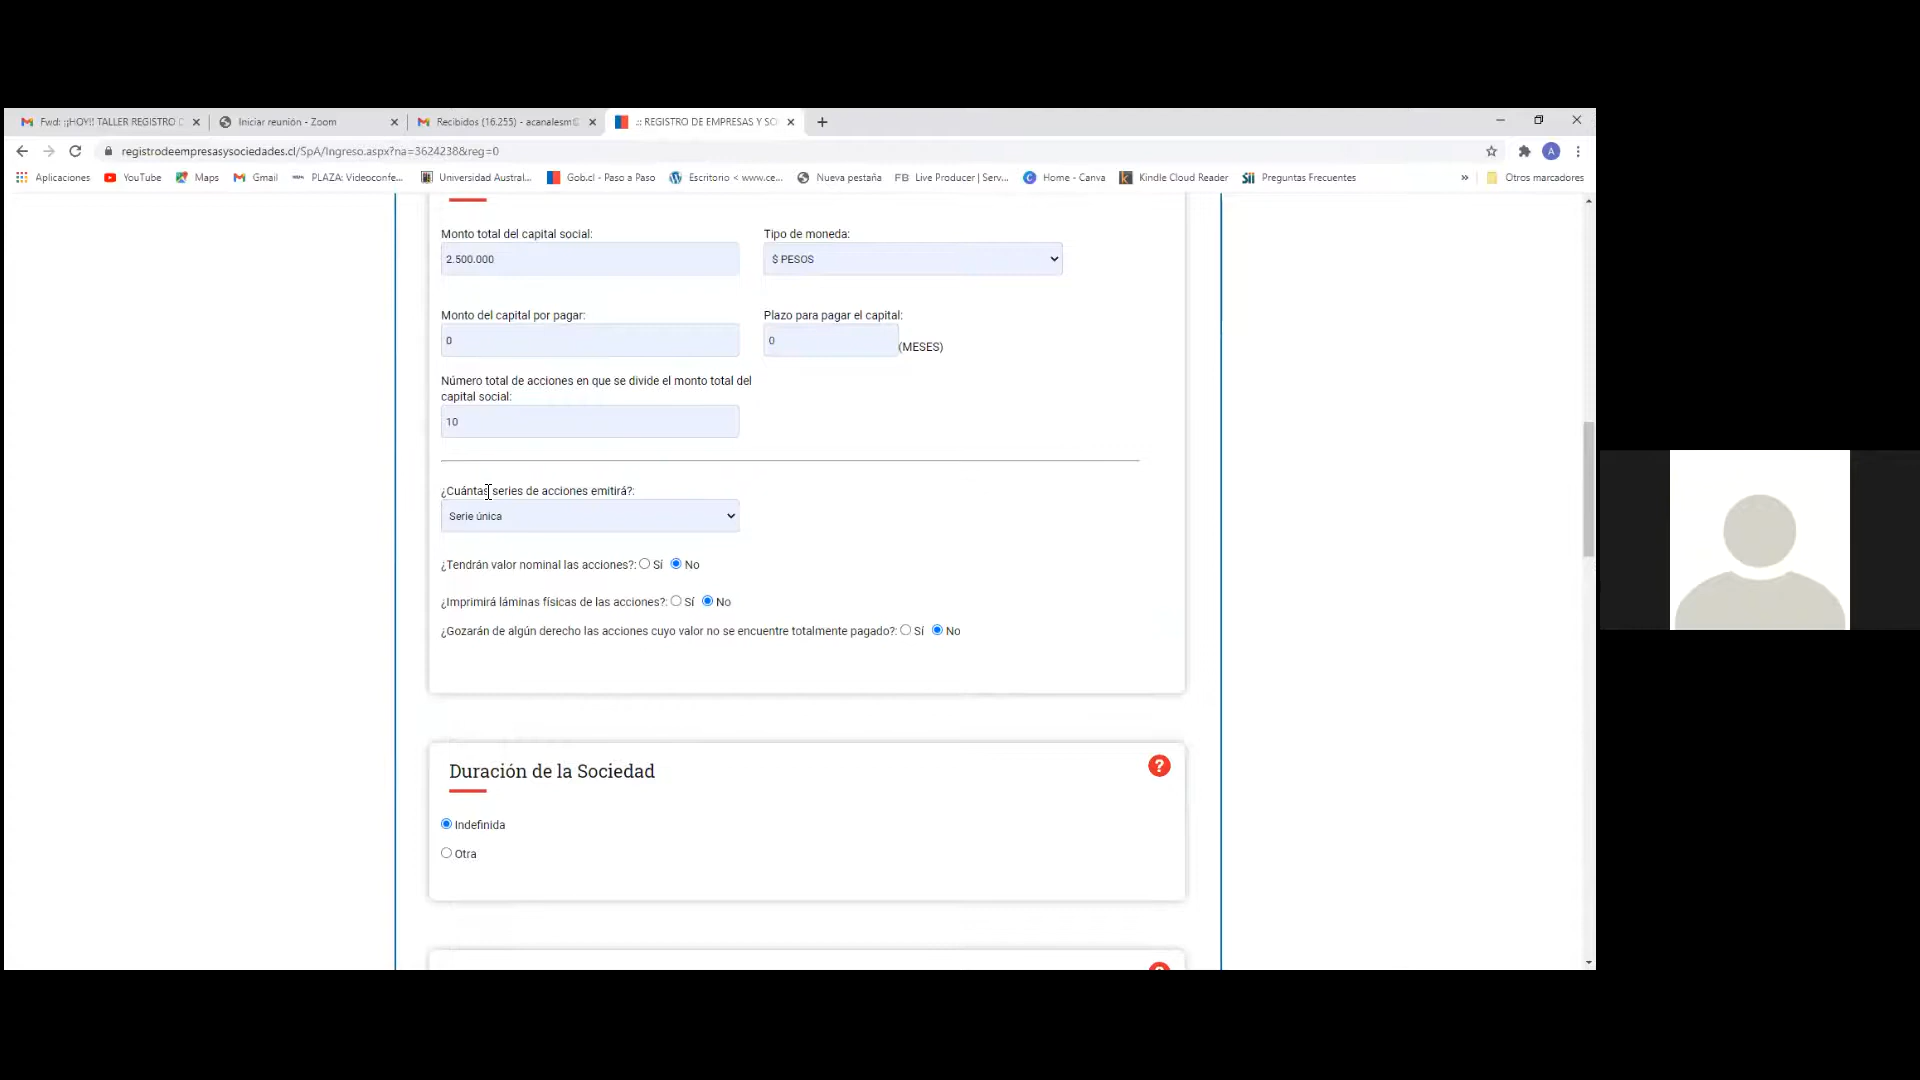 Fwd: ¡¡HOY!! TALLER REGISTRO
Iniciar reunión - Zoom
Recibidos (16.255) - acanalesm
.:: REGISTRO DE EMPRESAS Y SO
registrodeempresasysociedades.cl/SpA/Ingreso.aspx?na=3624238&reg=0
A
Aplicaciones
YouTube
Maps
Gmail
PLAZA: Videoconfe...
Universidad Austral...
Gob.cl - Paso a Paso
Escritorio < www.ce...
Nueva pestaña
FB Live Producer | Serv...
Home - Canva
Kindle Cloud Reader
Sii Preguntas Frecuentes
»
Otros marcadores
Monto total del capital social:
Tipo de moneda:
2.500.000
$ PESOS
Monto del capital por pagar:
Plazo para pagar el capital:
0
0
(MESES)
Número total de acciones en que se divide el monto total del
capital social:
10
¿Cuántas series de acciones emitirá?:
Serie única
¿Tendrán valor nominal las acciones?: Sí No
¿Imprimirá láminas físicas de las acciones?: Sí No
¿Gozarán de algún derecho las acciones cuyo valor no se encuentre totalmente pagado?: Sí No
Duración de la Sociedad
?
Indefinida
Otra